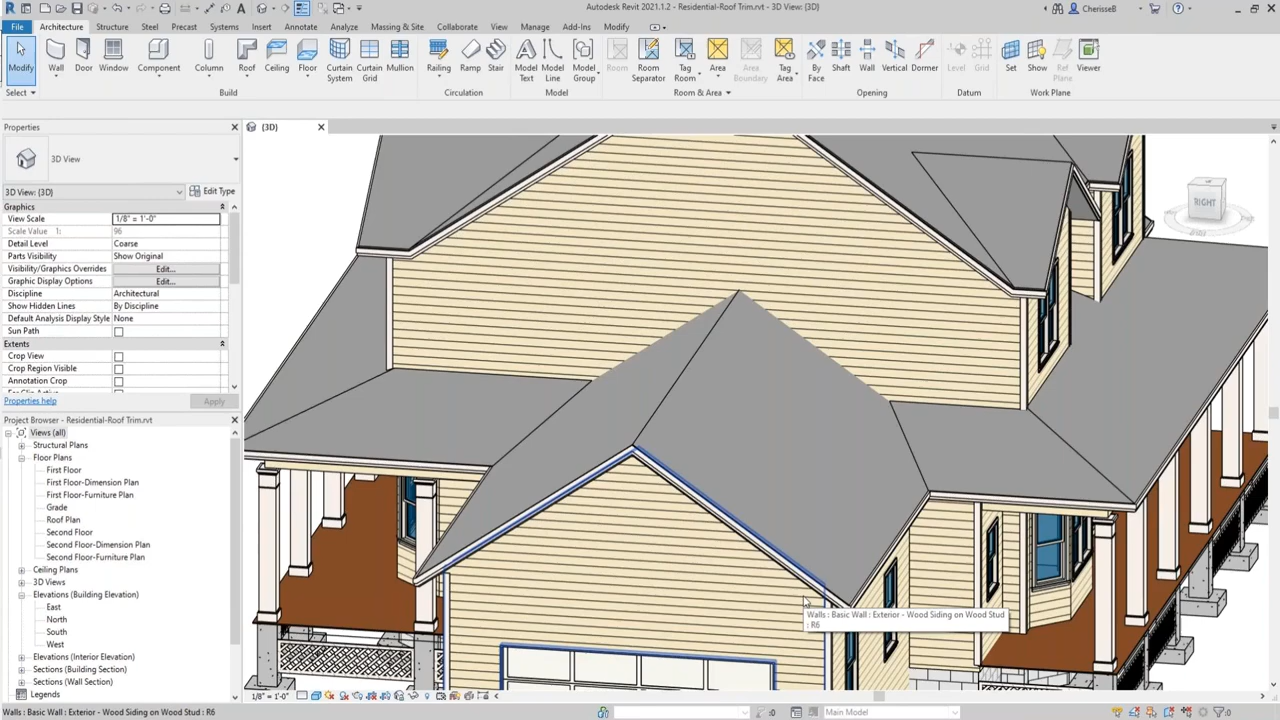 Autodesk Revit 2021.1.2 - Residential-Roof Trim.rvt - 3D View: {3D}
CherisseB
File Architecture Structure Steel Precast Systems Insert Annotate Analyze Massing & Site Collaborate View Manage Add-Ins Modify
Modify Wall Door Window Component Column Roof Ceiling Floor Curtain System Curtain Grid Mullion Railing Ramp Stair Model Text Model Line Model Group Room Room Separator Tag Room Area Area Boundary Tag Area By Face Shaft Wall Vertical Dormer Level Grid Set Show Ref Plane Viewer
Select Build Circulation Model Room & Area Opening Datum Work Plane
Properties
{3D}
3D View
3D View: {3D}
Edit Type
Graphics
View Scale 1/8" = 1'-0"
Scale Value 1: 96
Detail Level Coarse
Parts Visibility Show Original
Visibility/Graphics Overrides Edit...
Graphic Display Options Edit...
Discipline Architectural
Show Hidden Lines By Discipline
Default Analysis Display Style None
Sun Path
Extents
Crop View
Crop Region Visible
Annotation Crop
Properties help
Apply
Project Browser - Residential-Roof Trim.rvt
Views (all)
Structural Plans
Floor Plans
First Floor
First Floor-Dimension Plan
First Floor-Furniture Plan
Grade
Roof Plan
Second Floor
Second Floor-Dimension Plan
Second Floor-Furniture Plan
Ceiling Plans
3D Views
Elevations (Building Elevation)
East
North
South
West
Elevations (Interior Elevation)
Sections (Building Section)
Sections (Wall Section)
Legends
RIGHT
Walls : Basic Wall : Exterior - Wood Siding on Wood Stud
: R6
1/8" = 1'-0"
Walls : Basic Wall : Exterior - Wood Siding on Wood Stud : R6
:0
Main Model
:0